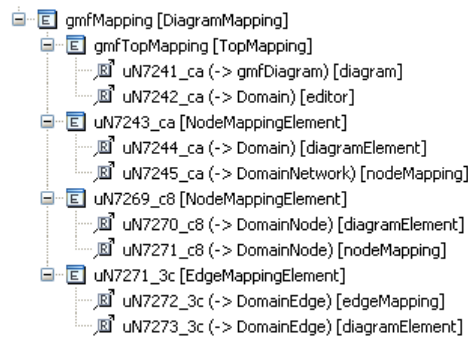 gmfMapping [DiagramMapping]
gmfTopMapping [TopMapping]
uN7241_ca (-> gmfDiagram) [diagram]
uN7242_ca (-> Domain) [editor]
uN7243_ca [NodeMappingElement]
uN7244_ca (-> Domain) [diagramElement]
uN7245_ca (-> DomainNetwork) [nodeMapping]
uN7269_c8 [NodeMappingElement]
uN7270_c8 (-> DomainNode) [diagramElement]
uN7271_c8 (-> DomainNode) [nodeMapping]
uN7271_3c [EdgeMappingElement]
uN7272_3c (-> DomainEdge) [edgeMapping]
uN7273_3c (-> DomainEdge) [diagramElement]